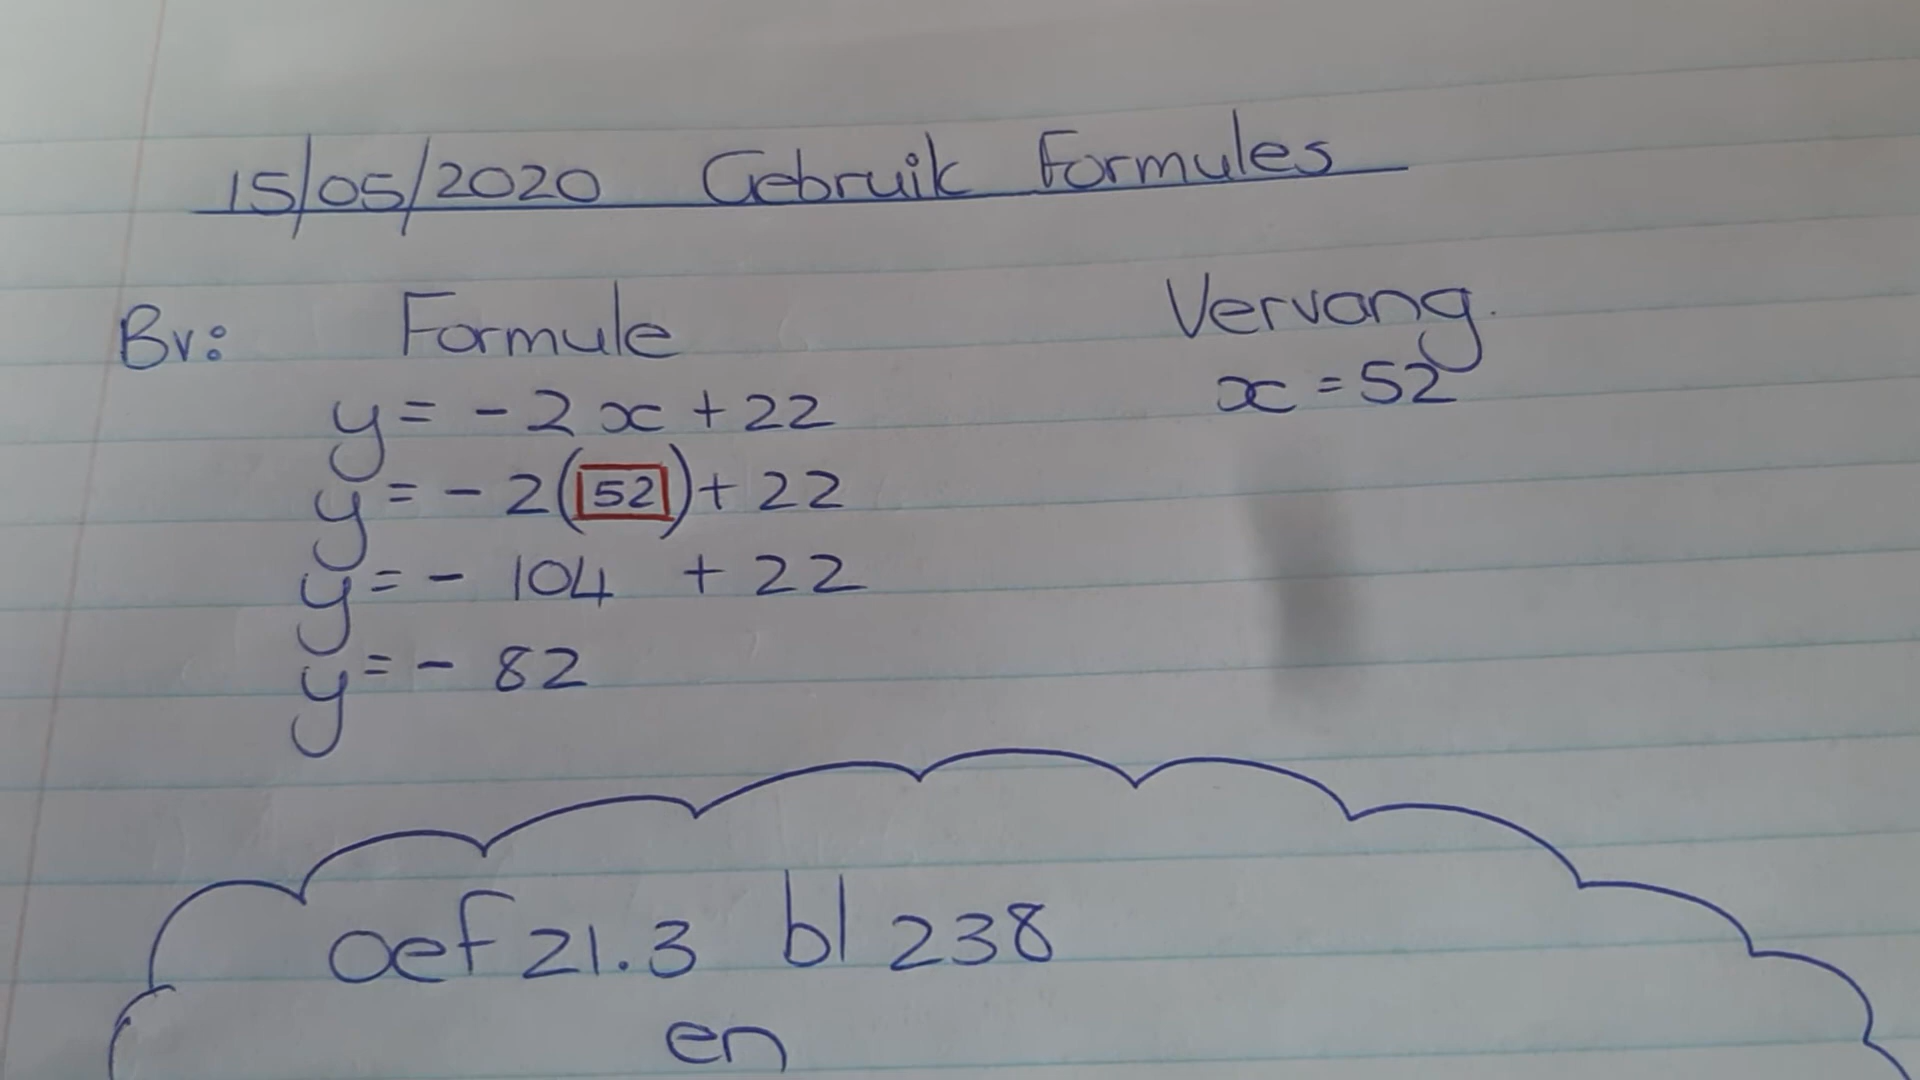 15/05/2020 Gebruik Formules
Bv: Formule Vervang.
y = -2x + 22 x = 52
y = -2(52) + 22
y = - 104 + 22
y = - 82
oef 21.3 bl 238
en